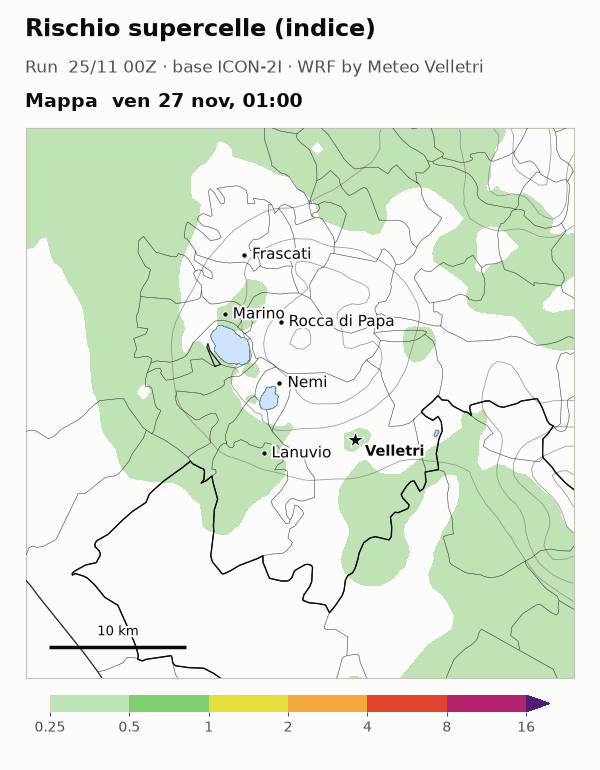 Rischio supercelle (indice)
Run  25/11 00Z · base ICON-2I · WRF by Meteo Velletri
Mappa  ven 27 nov, 01:00
Frascati
Marino
Rocca di Papa
Nemi
Velletri
Lanuvio
10 km
0.25 0.5 1 2 4 8 16